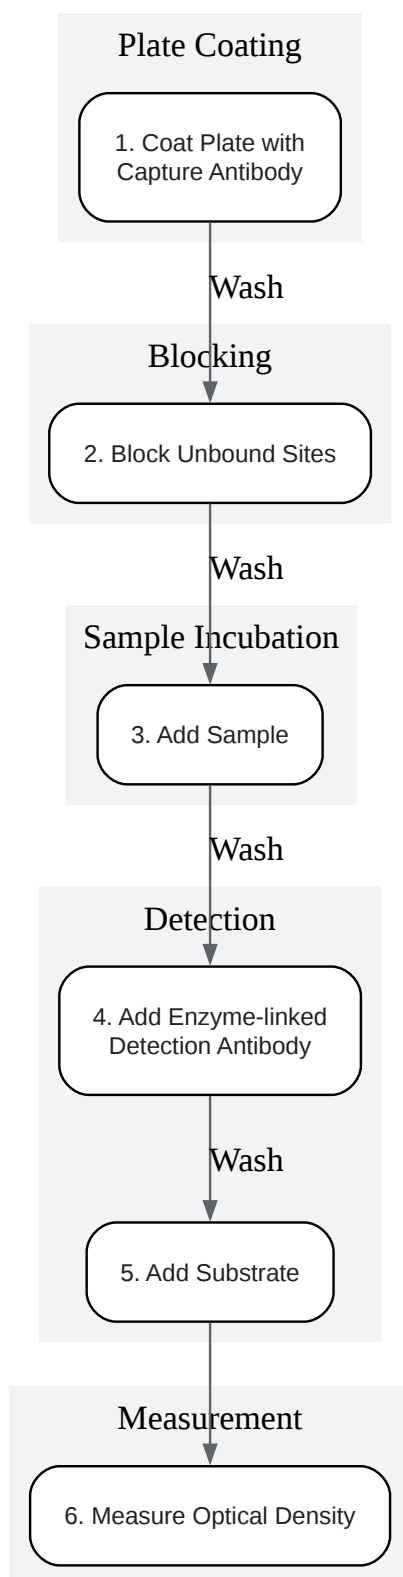 Plate Coating
1. Coat Plate with
Capture Antibody
Wash
Blocking
2. Block Unbound Sites
Wash
Sample Incubation
3. Add Sample
Wash
Detection
4. Add Enzyme-linked
Detection Antibody
Wash
5. Add Substrate
Measurement
6. Measure Optical Density